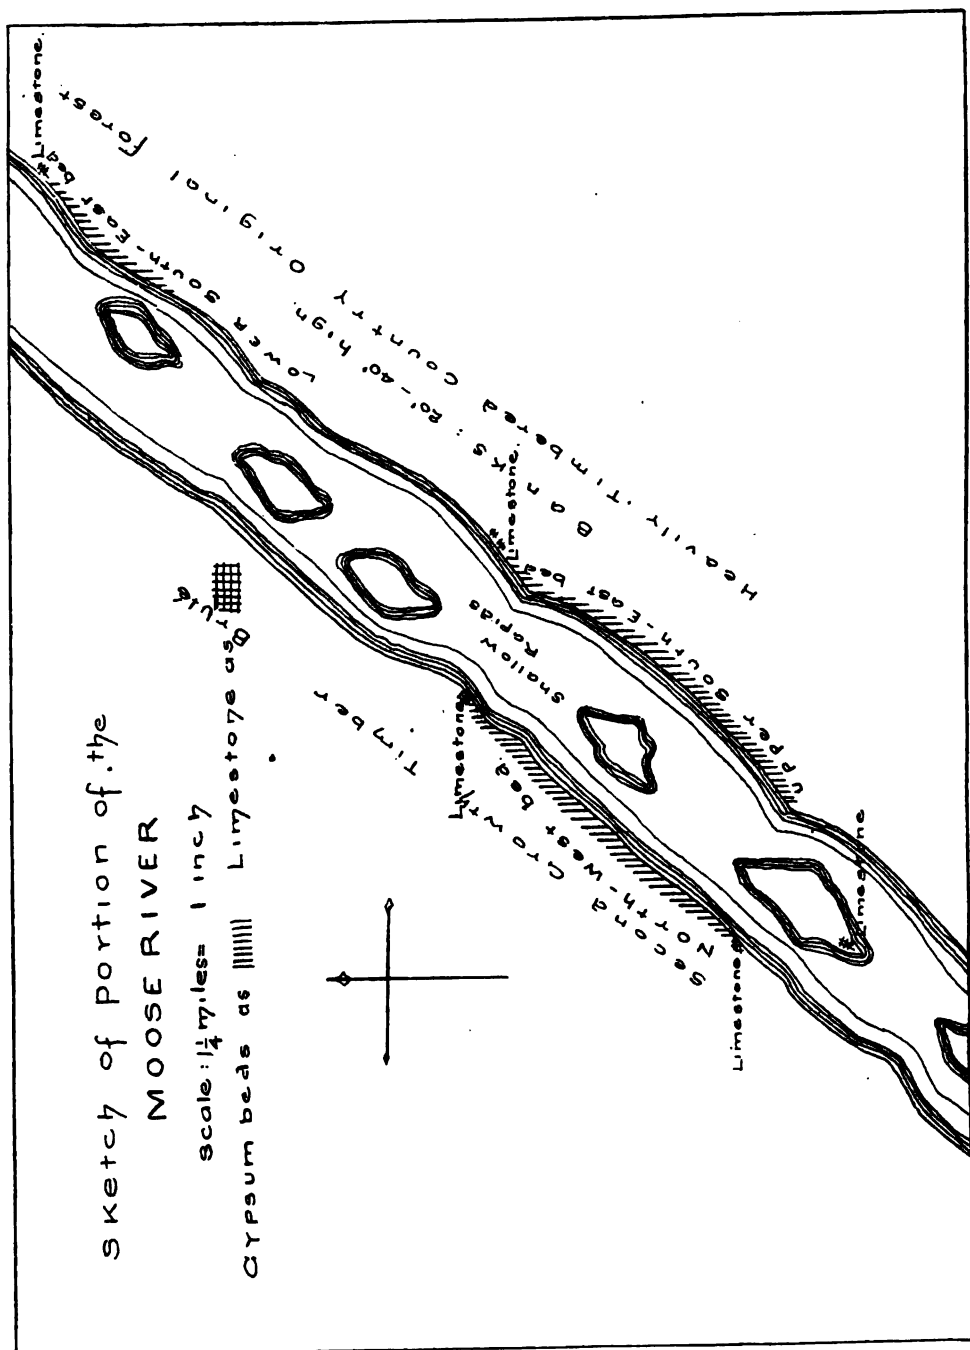 Sketch of portion of the
MOOSE RIVER
Scale: 1¼ miles = 1 inch
Gypsum beds as Limestone as
Brule
Limestone.
Heavily Timbered Country Original Forest
Banks: 20'-40' high.
LOWER SOUTH-East bed
Limestone.
UPPER SOUTH-East bed
Shallow
Rapids
Limestone
Second Growth Timber
NORTH-West bed.
Limestone
Limestone